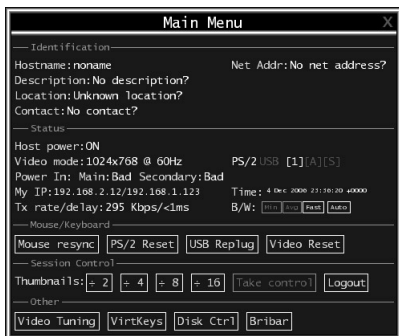 Main Menu X
Identification
Hostname:noname Net Addr:No net address?
Description:No description?
Location:Unknown location?
Contact:No contact?
Status
Host power:ON
Video mode:1024x768 @ 60Hz PS/2 USB [1][A][S]
Power In: Main:Bad Secondary:Bad
My IP:192.168.2.12/192.168.1.123 Time: 4 Dec 2006 23:36:20 +0000
Tx rate/delay:295 Kbps/<1ms B/W: Min Avg Fast Auto
Mouse/Keyboard
Mouse resync PS/2 Reset USB Replug Video Reset
Session Control
Thumbnails: ÷ 2 ÷ 4 ÷ 8 ÷ 16 Take control Logout
Other
Video Tuning VirtKeys Disk Ctrl Bribar